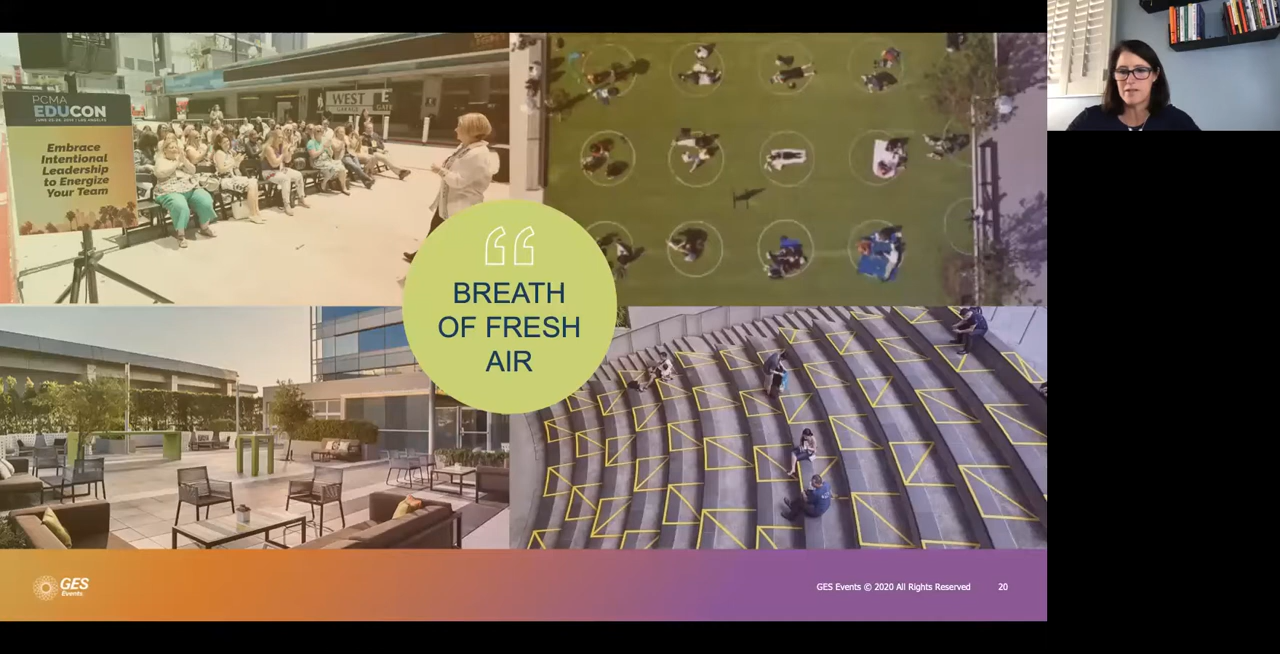 PCMA
EDUCON
Embrace
Intentional
Leadership
to Energize
Your Team
WEST
GARAGE
E
“
BREATH
OF FRESH
AIR
GES
Events
GES Events © 2020 All Rights Reserved
20